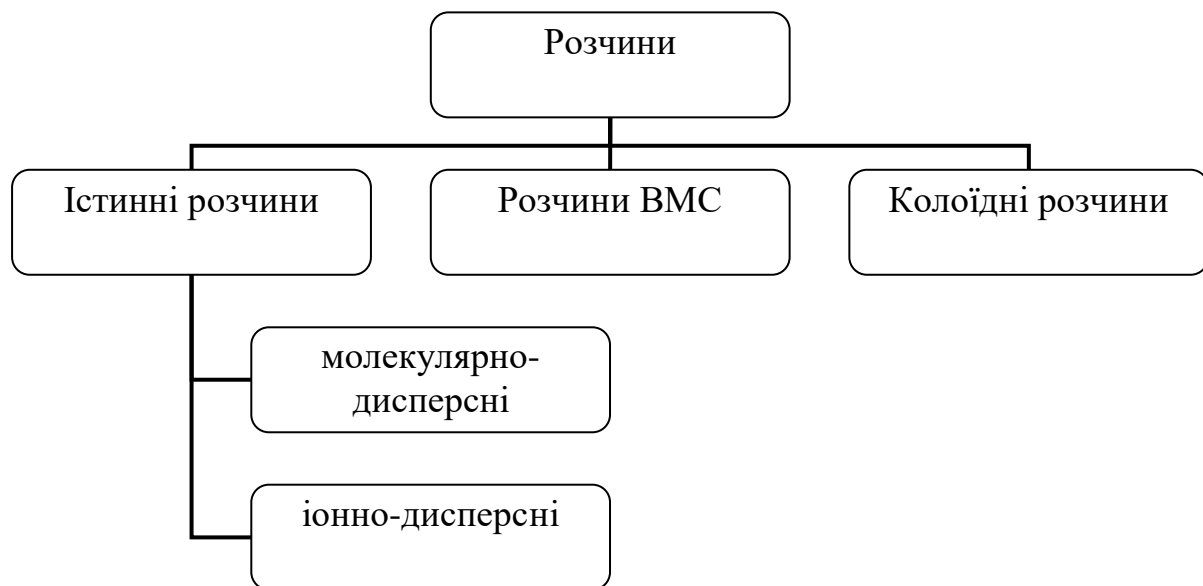 Розчини
Істинні розчини
Розчини ВМС
Колоїдні розчини
молекулярно-
дисперсні
іонно-дисперсні